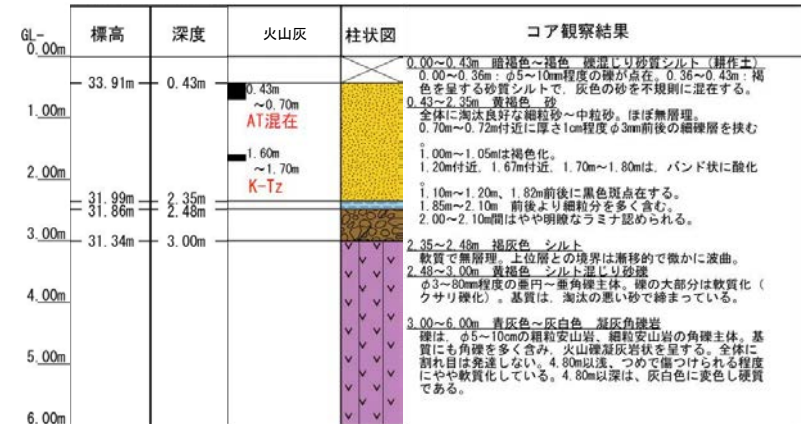 標高 深度 火山灰 柱状図 コア観察結果
GL-
0.00m
0.00～0.43m 暗褐色～褐色 礫混じり砂質シルト（耕作土）
0.00～0.36m：φ5～10mm程度の礫が点在。0.36～0.43m：褐
色を呈する砂質シルトで、灰色の砂を不規則に混在する。
33.91m 0.43m
0.43m
～0.70m
AT混在
0.43～2.35m 黄褐色 砂
全体に淘汰良好な細粒砂～中粒砂。ほぼ無層理。
0.70m～0.72m付近に厚さ1cm程度φ3mm前後の細礫層を挟む
。
1.00m
1.00m～1.05mは褐色化。
1.20m付近、1.67m付近、1.70m～1.80mは、バンド状に酸化
。
1.60m
～1.70m
K-Tz
1.10m～1.20m、1.82m前後に黒色斑点在する。
1.85m～2.10m 前後より細粒分を多く含む。
2.00～2.10m間はやや明瞭なラミナ認められる。
2.00m
31.99m 2.35m
31.86m 2.48m
2.35～2.48m 褐灰色 シルト
軟質で無層理。上位層との境界は漸移的で微かに波曲。
2.48～3.00m 黄褐色 シルト混じり砂礫
φ3～80mm程度の亜円～亜角礫主体。礫の大部分は軟質化（
クサリ礫化）。基質は、淘汰の悪い砂で締まっている。
3.00m
31.34m 3.00m
3.00～6.00m 青灰色～灰白色 凝灰角礫岩
礫は、φ5～10cmの粗粒安山岩、細粒安山岩の角礫主体。基
質にも角礫を多く含み、火山礫凝灰岩状を呈する。全体に
割れ目は発達しない。4.80m以浅、つめで傷つけられる程度
にやや軟質化している。4.80m以深は、灰白色に変色し硬質
である。
4.00m
5.00m
6.00m